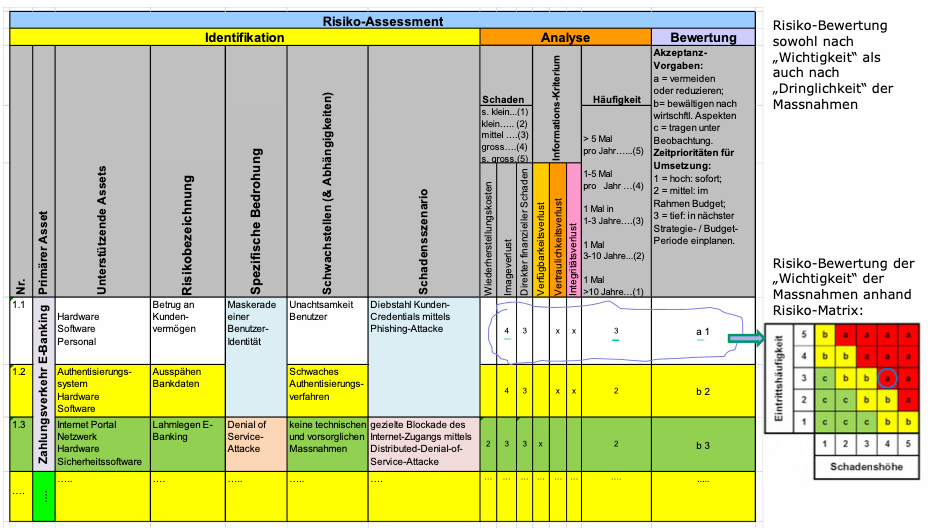 Risiko-Assessment
Identifikation
Analyse
Bewertung
Nr.
Primärer Asset
Unterstützende Assets
Risikobezeichnung
Spezifische Bedrohung
Schwachstellen (& Abhängigkeiten)
Schadensszenario
Schaden
s. klein...(1)
klein..... (2)
mittel ....(3)
gross.....(4)
s. gross.(5)
Wiederherstellungskosten
Imageverlust
Direkter finanzieller Schaden
Informations-Kriterium
Verfügbarkeitsverlust
Vertraulichkeitsverlust
Integritätsverlust
Häufigkeit
> 5 Mal
pro Jahr......(5)
1-5 Mal
pro Jahr ...(4)
1 Mal in
1-3 Jahre....(3)
1 Mal
3-10 Jahre...(2)
1 Mal
>10 Jahre....(1)
Akzeptanz-
Vorgaben:
a = vermeiden
oder reduzieren;
b= bewältigen nach
wirtschftl. Aspekten
c = tragen unter
Beobachtung.
Zeitprioritäten für
Umsetzung:
1 = hoch: sofort;
2 = mittel: im
Rahmen Budget;
3 = tief: in nächster
Strategie- / Budget-
Periode einplanen.
Zahlungsverkehr E-Banking
1.1
Hardware
Software
Personal
Betrug an
Kunden-
vermögen
Maskerade
einer
Benutzer-
Identität
Unachtsamkeit
Benutzer
Diebstahl Kunden-
Credentials mittels
Phishing-Attacke
4 3 x x 3 a 1
1.2
Authentisierungs-
system
Hardware
Software
Ausspähen
Bankdaten
Schwaches
Authentisierungs-
verfahren
4 3 x x 2 b 2
1.3
Internet Portal
Netzwerk
Hardware
Sicherheitssoftware
Lahmlegen E-
Banking
Denial of
Service-
Attacke
keine technischen
und vorsorglichen
Massnahmen
gezielte Blockade des
Internet-Zugangs mittels
Distributed-Denial-of-
Service-Attacke
2 3 3 x 2 b 3
.... .... ..... .... ..... .... .... ... ... ... ... ... ... .... .....
Risiko-Bewertung
sowohl nach
„Wichtigkeit“ als
auch nach
„Dringlichkeit“ der
Massnahmen
Risiko-Bewertung der
„Wichtigkeit“ der
Massnahmen anhand
Risiko-Matrix:
Eintrittshäufigkeit
5 b a a a a
4 b b a a a
3 c b b a a
2 c c b b a
1 c c c b b
1 2 3 4 5
Schadenshöhe